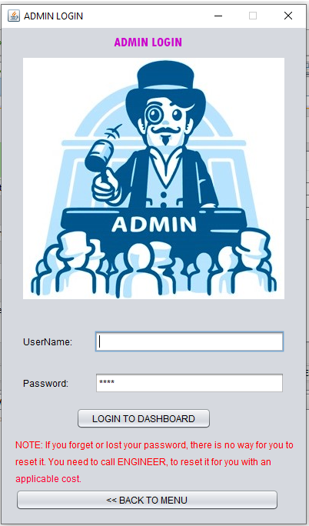 ADMIN LOGIN
ADMIN LOGIN
ADMIN
UserName:
Password: ****
LOGIN TO DASHBOARD
NOTE: If you forget or lost your password, there is no way for you to
reset it. You need to call ENGINEER, to reset it for you with an
applicable cost.
<< BACK TO MENU